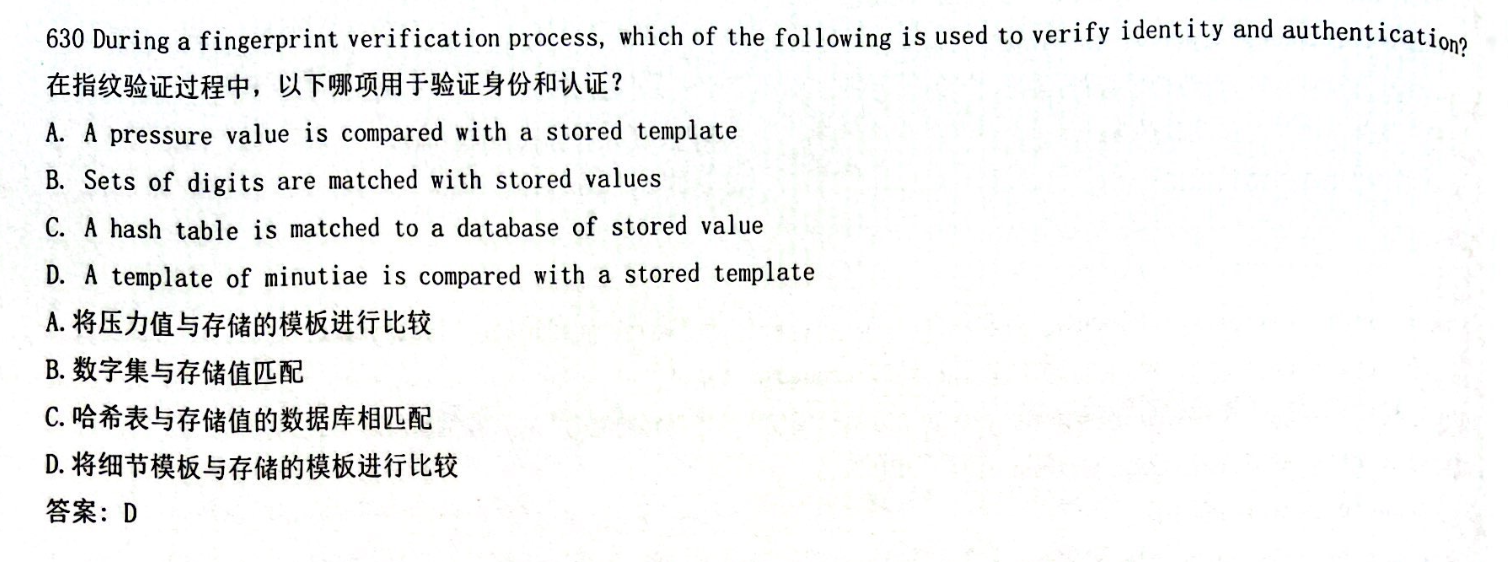 630 During a fingerprint verification process, which of the following is used to verify identity and authentication?
在指纹验证过程中，以下哪项用于验证身份和认证？
A. A pressure value is compared with a stored template
B. Sets of digits are matched with stored values
C. A hash table is matched to a database of stored value
D. A template of minutiae is compared with a stored template
A.将压力值与存储的模板进行比较
B.数字集与存储值匹配
C.哈希表与存储值的数据库相匹配
D.将细节模板与存储的模板进行比较
答案：D